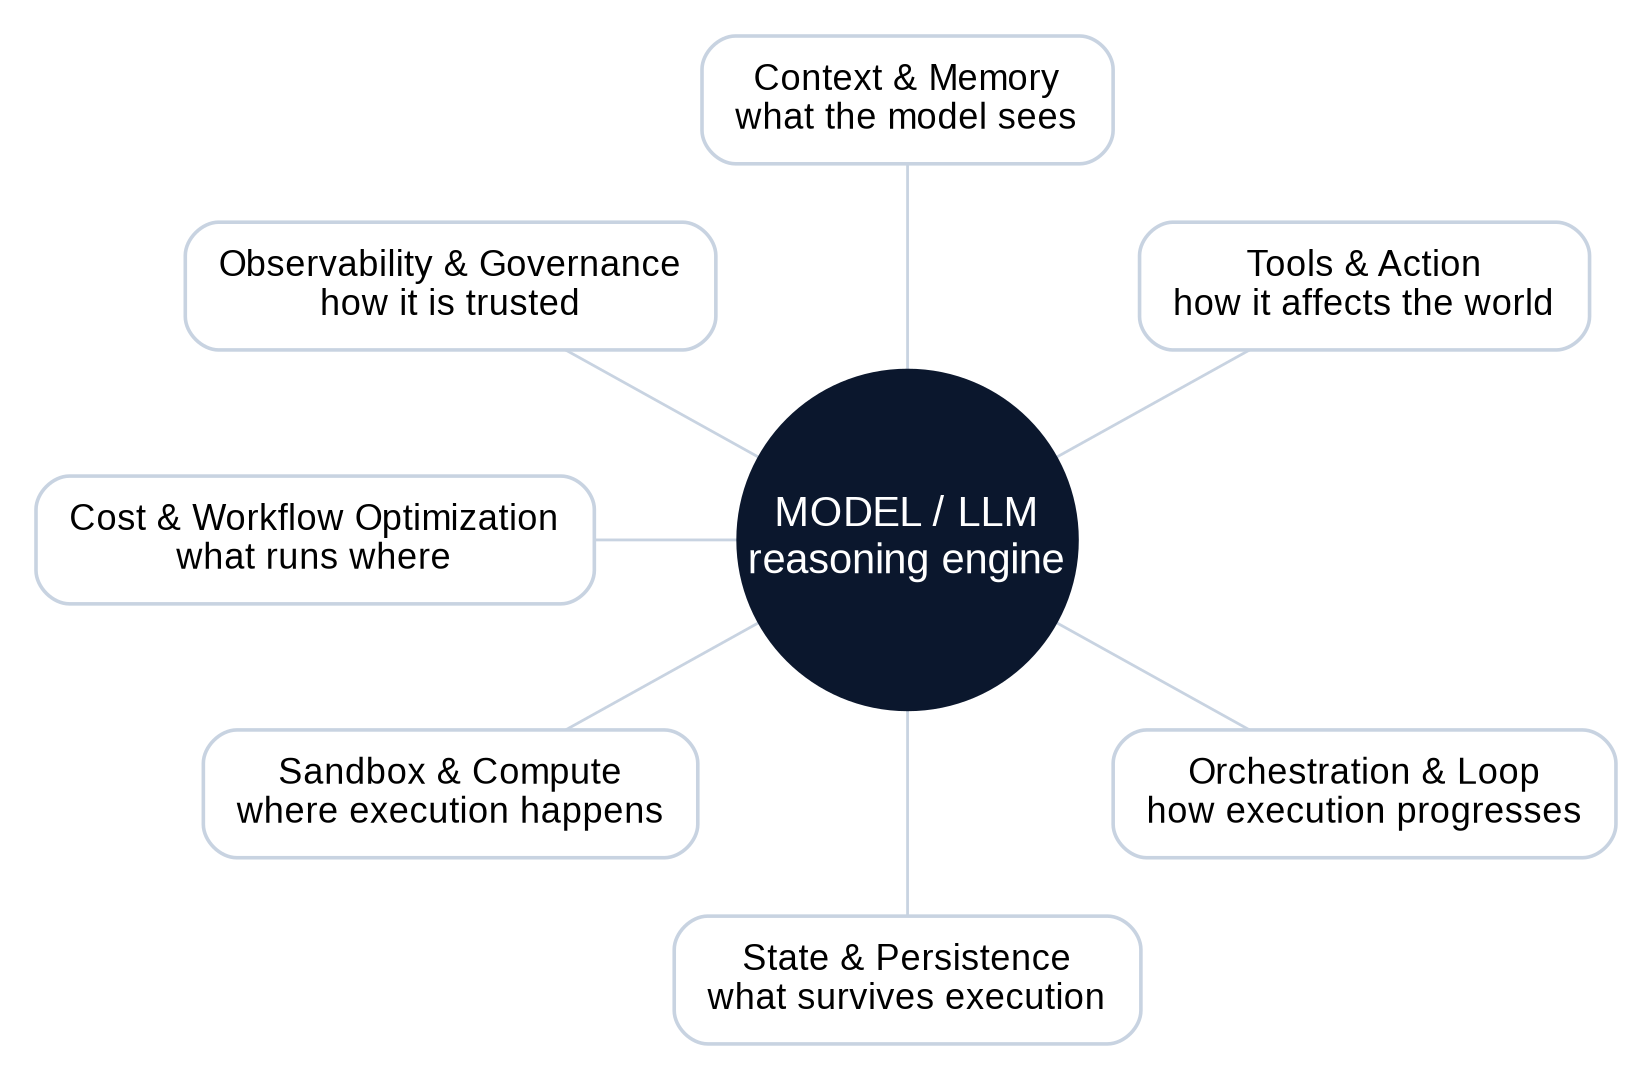 Context & Memory
what the model sees
Observability & Governance
how it is trusted
Tools & Action
how it affects the world
Cost & Workflow Optimization
what runs where
MODEL / LLM
reasoning engine
Sandbox & Compute
where execution happens
Orchestration & Loop
how execution progresses
State & Persistence
what survives execution